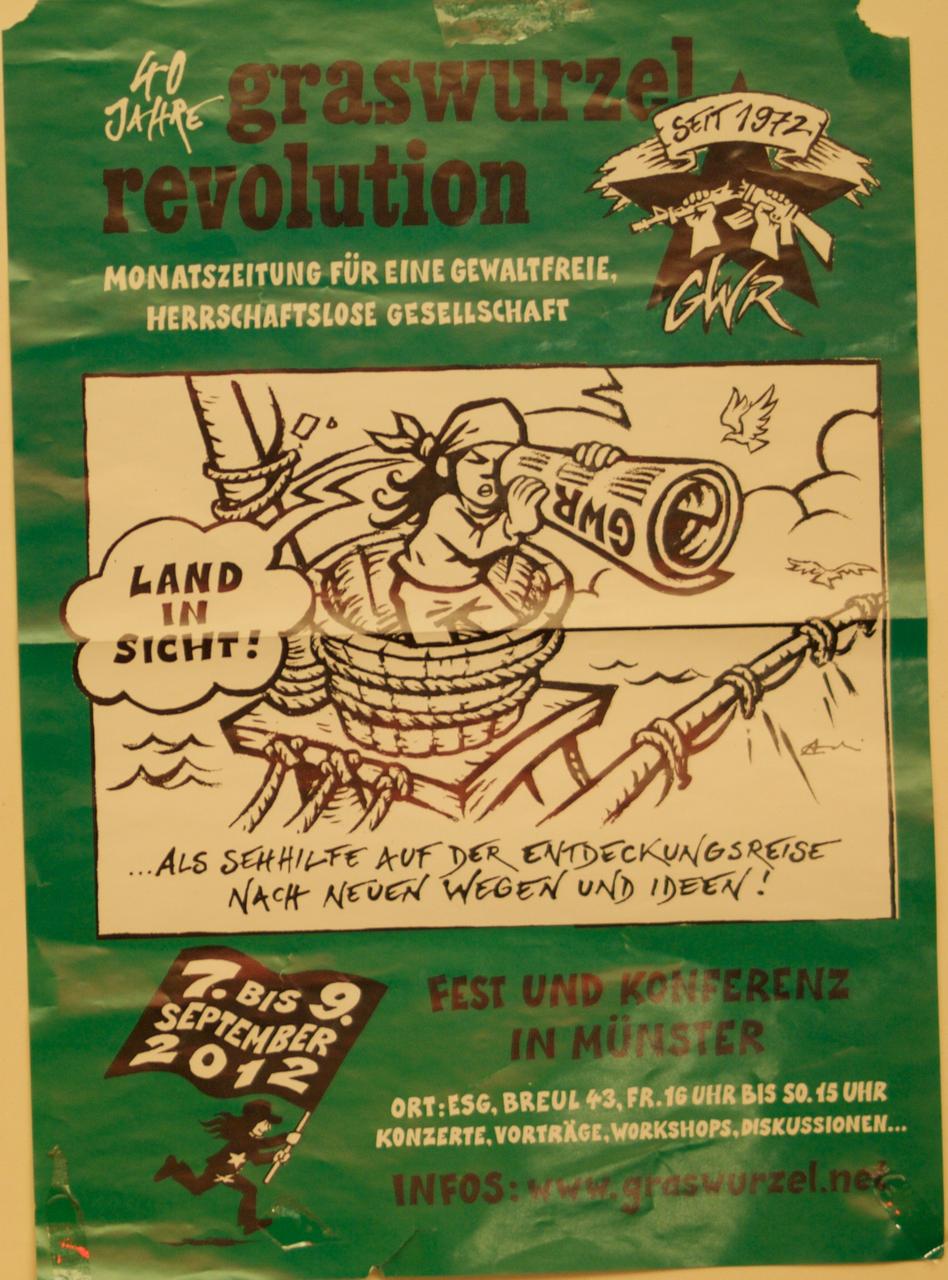 40
JAHRE
graswurzel
revolution
SEIT 1972
GWR
MONATSZEITUNG FÜR EINE GEWALTFREIE,
HERRSCHAFTSLOSE GESELLSCHAFT
GWR
LAND
IN
SICHT!
...ALS SEHHILFE AUF DER ENTDECKUNGSREISE
NACH NEUEN WEGEN UND IDEEN!
7. BIS 9.
SEPTEMBER
2012
FEST UND KONFERENZ
IN MÜNSTER
ORT: ESG, BREUL 43, FR. 16 UHR BIS SO. 15 UHR
KONZERTE, VORTRÄGE, WORKSHOPS, DISKUSSIONEN...
INFOS: www.graswurzel.net